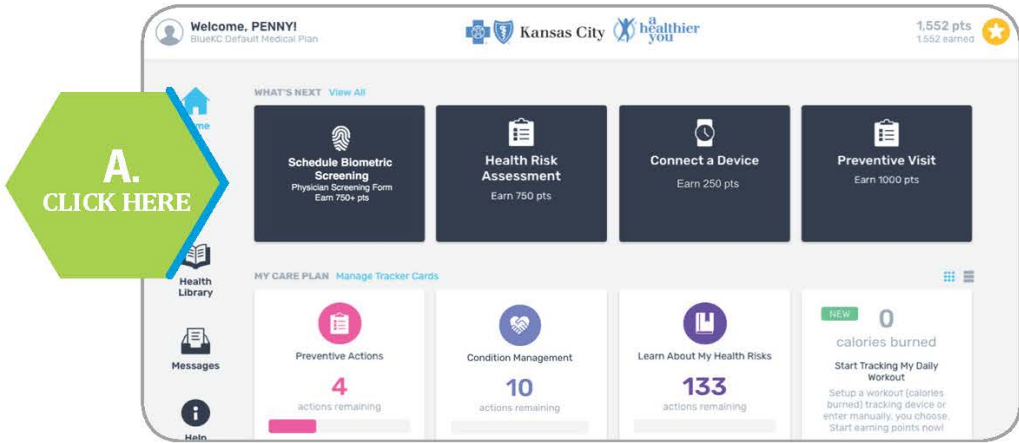 Welcome, PENNY!
BlueKC Default Medical Plan
Kansas City
a
healthier
you
1,552 pts
1,552 earned
A.
CLICK HERE
WHAT'S NEXT View All
Schedule Biometric
Screening
Physician Screening Form
Earn 750+ pts
Health Risk
Assessment
Earn 750 pts
Connect a Device
Earn 250 pts
Preventive Visit
Earn 1000 pts
Health
Library
Messages
Help
MY CARE PLAN Manage Tracker Cards
Preventive Actions
4
actions remaining
Condition Management
10
actions remaining
Learn About My Health Risks
133
actions remaining
NEW
0
calories burned
Start Tracking My Daily
Workout
Setup a workout (calories
burned) tracking device or
enter manually, you choose.
Start earning points now!